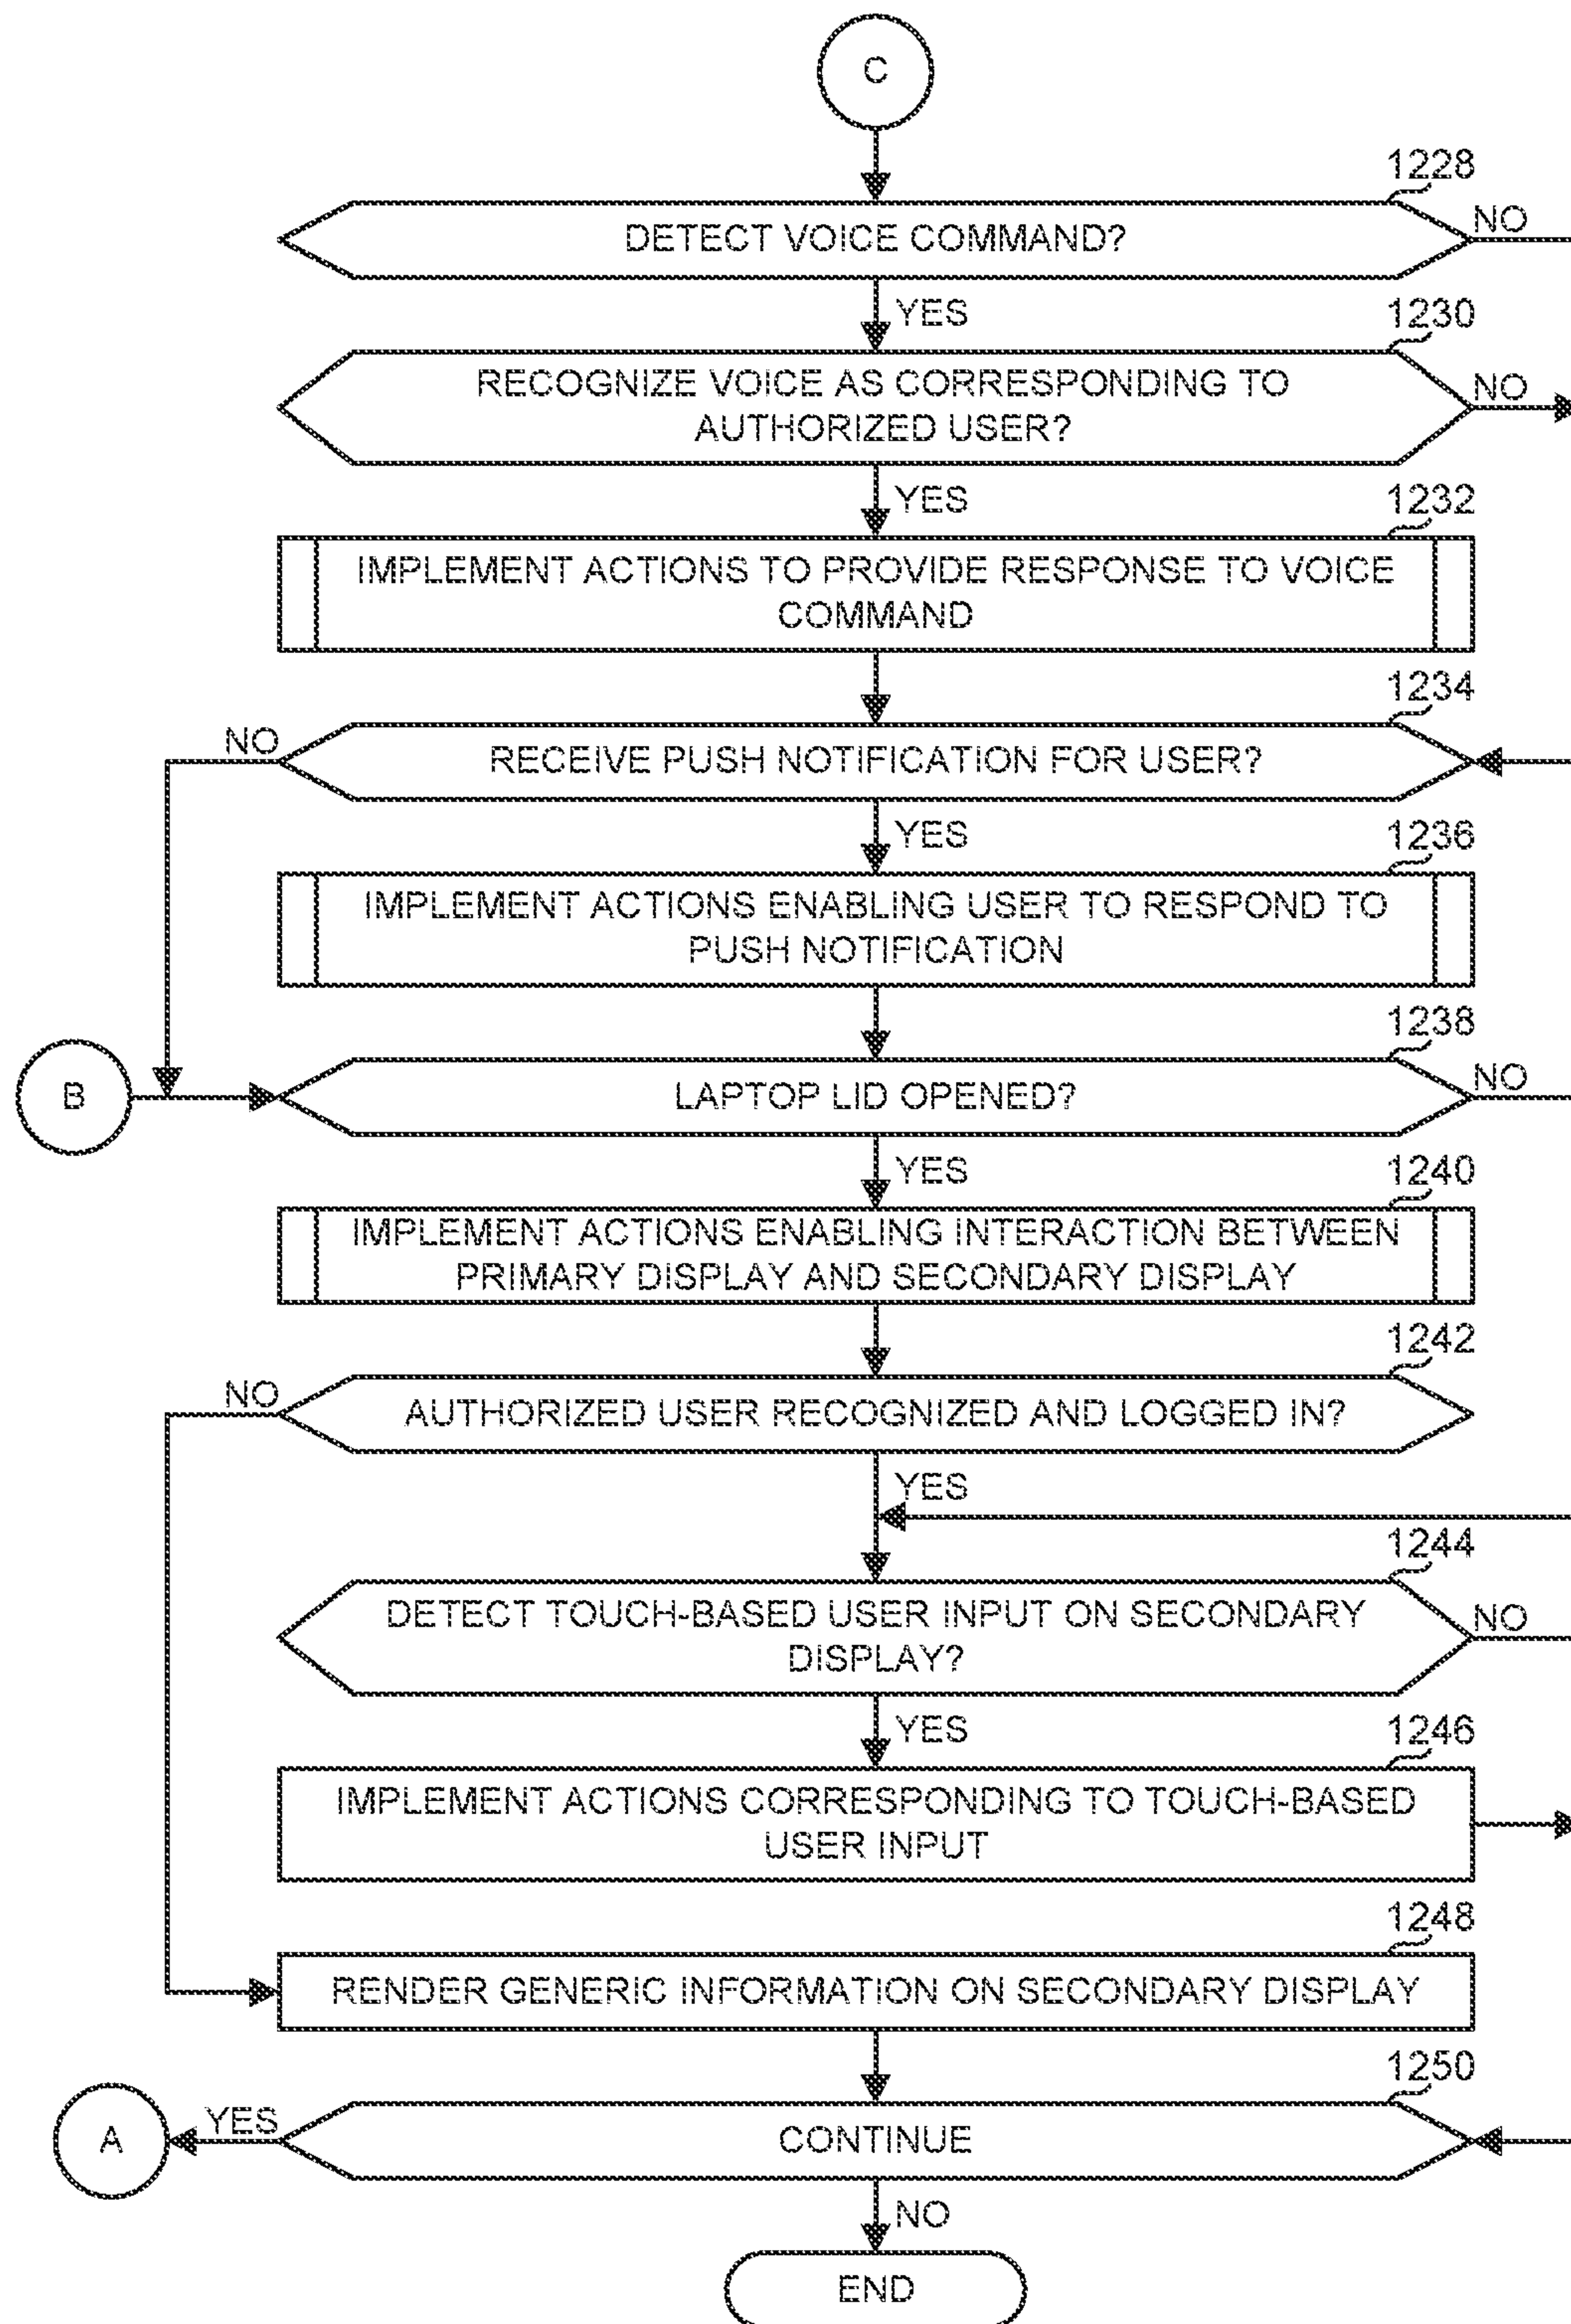 C
1228
DETECT VOICE COMMAND?
NO
YES
1230
RECOGNIZE VOICE AS CORRESPONDING TO
AUTHORIZED USER?
NO
YES
1232
IMPLEMENT ACTIONS TO PROVIDE RESPONSE TO VOICE
COMMAND
1234
NO
RECEIVE PUSH NOTIFICATION FOR USER?
YES
1236
IMPLEMENT ACTIONS ENABLING USER TO RESPOND TO
PUSH NOTIFICATION
1238
B
LAPTOP LID OPENED?
NO
YES
1240
IMPLEMENT ACTIONS ENABLING INTERACTION BETWEEN
PRIMARY DISPLAY AND SECONDARY DISPLAY
1242
NO
AUTHORIZED USER RECOGNIZED AND LOGGED IN?
YES
1244
DETECT TOUCH-BASED USER INPUT ON SECONDARY
DISPLAY?
NO
YES
1246
IMPLEMENT ACTIONS CORRESPONDING TO TOUCH-BASED
USER INPUT
1248
RENDER GENERIC INFORMATION ON SECONDARY DISPLAY
1250
A
YES
CONTINUE
NO
END